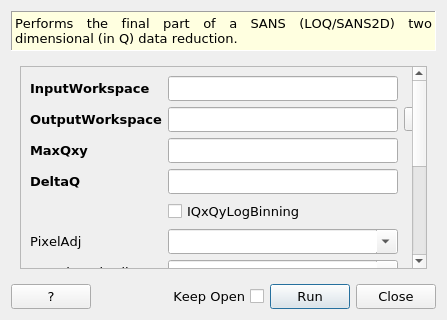 Performs the final part of a SANS (LOQ/SANS2D) two
dimensional (in Q) data reduction.
InputWorkspace
OutputWorkspace
MaxQxy
DeltaQ
IQxQyLogBinning
PixelAdj
?
Keep Open
Run
Close